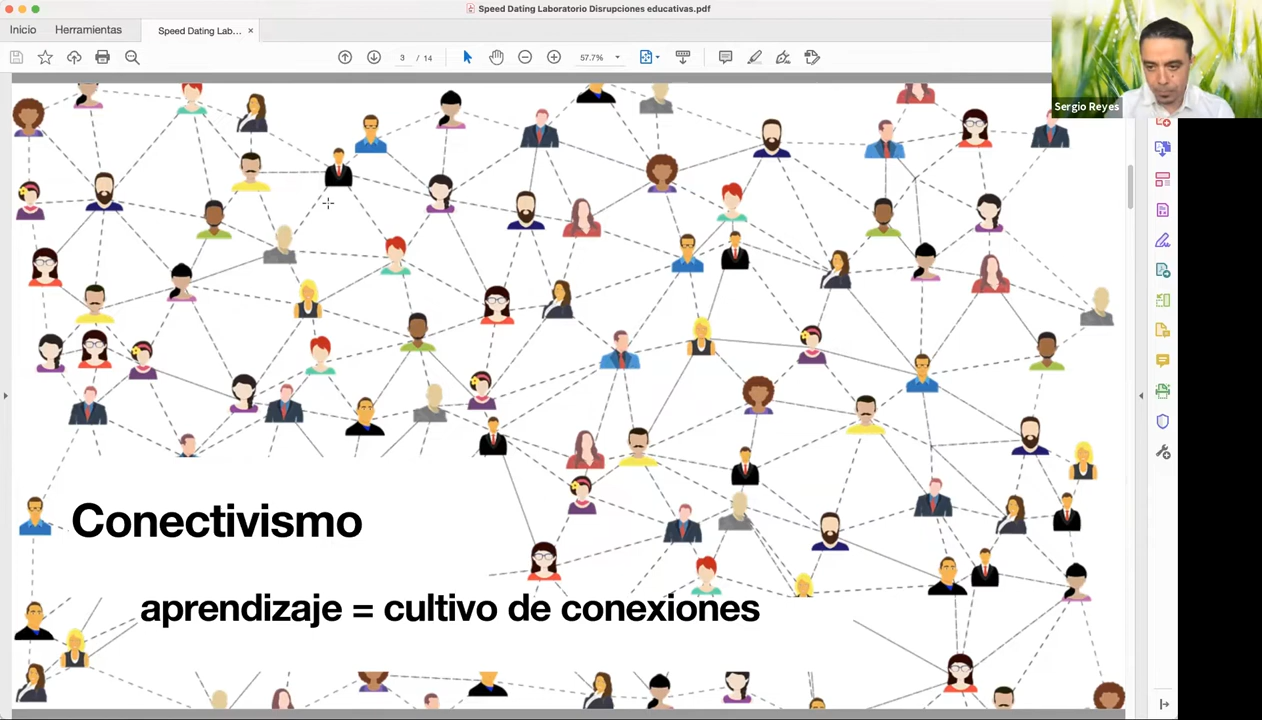 Speed Dating Laboratorio Disrupciones educativas.pdf
Inicio
Herramientas
Speed Dating Lab...
3 / 14
57.7%
Sergio Reyes
Conectivismo
aprendizaje = cultivo de conexiones